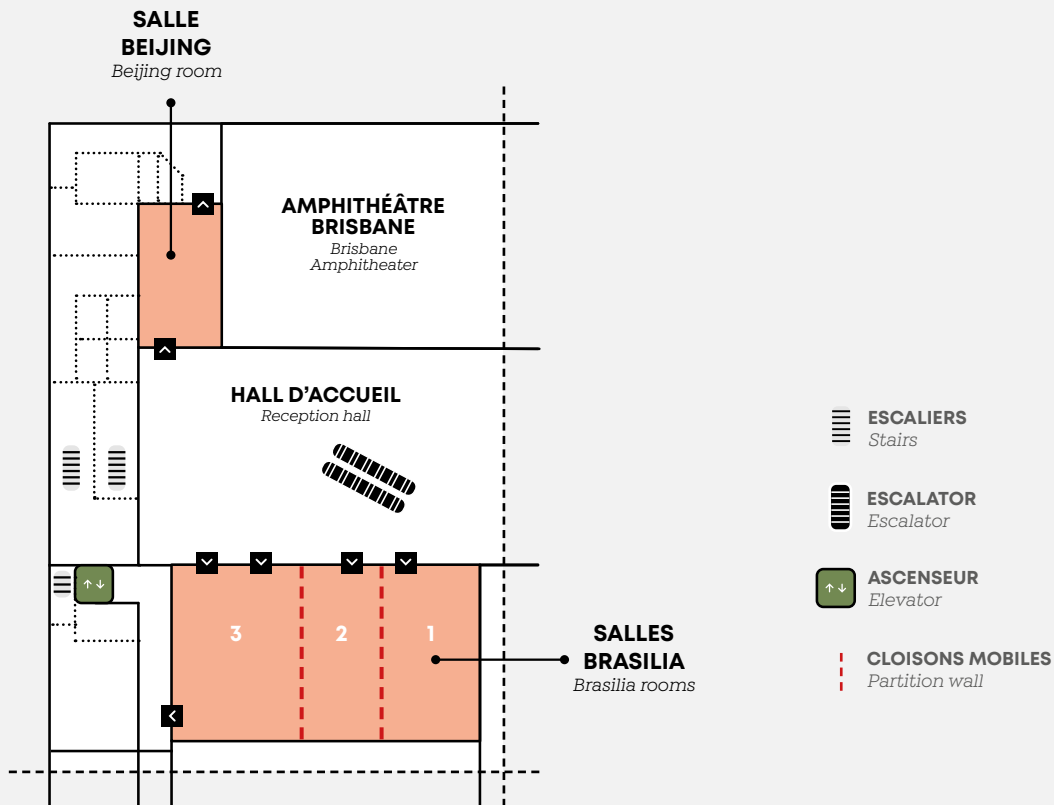 SALLE
BEIJING
Beijing room
AMPHITHÉÂTRE
BRISBANE
Brisbane
Amphitheater
HALL D'ACCUEIL
Reception hall
3
2
1
SALLES
BRASILIA
Brasilia rooms
ESCALIERS
Stairs
ESCALATOR
Escalator
ASCENSEUR
Elevator
CLOISONS MOBILES
Partition wall